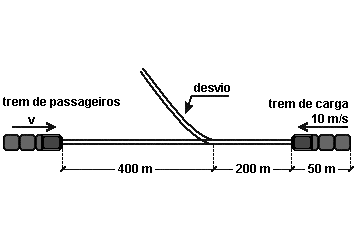 desvio
trem de passageiros
v
trem de carga
10 m/s
400 m
200 m
50 m